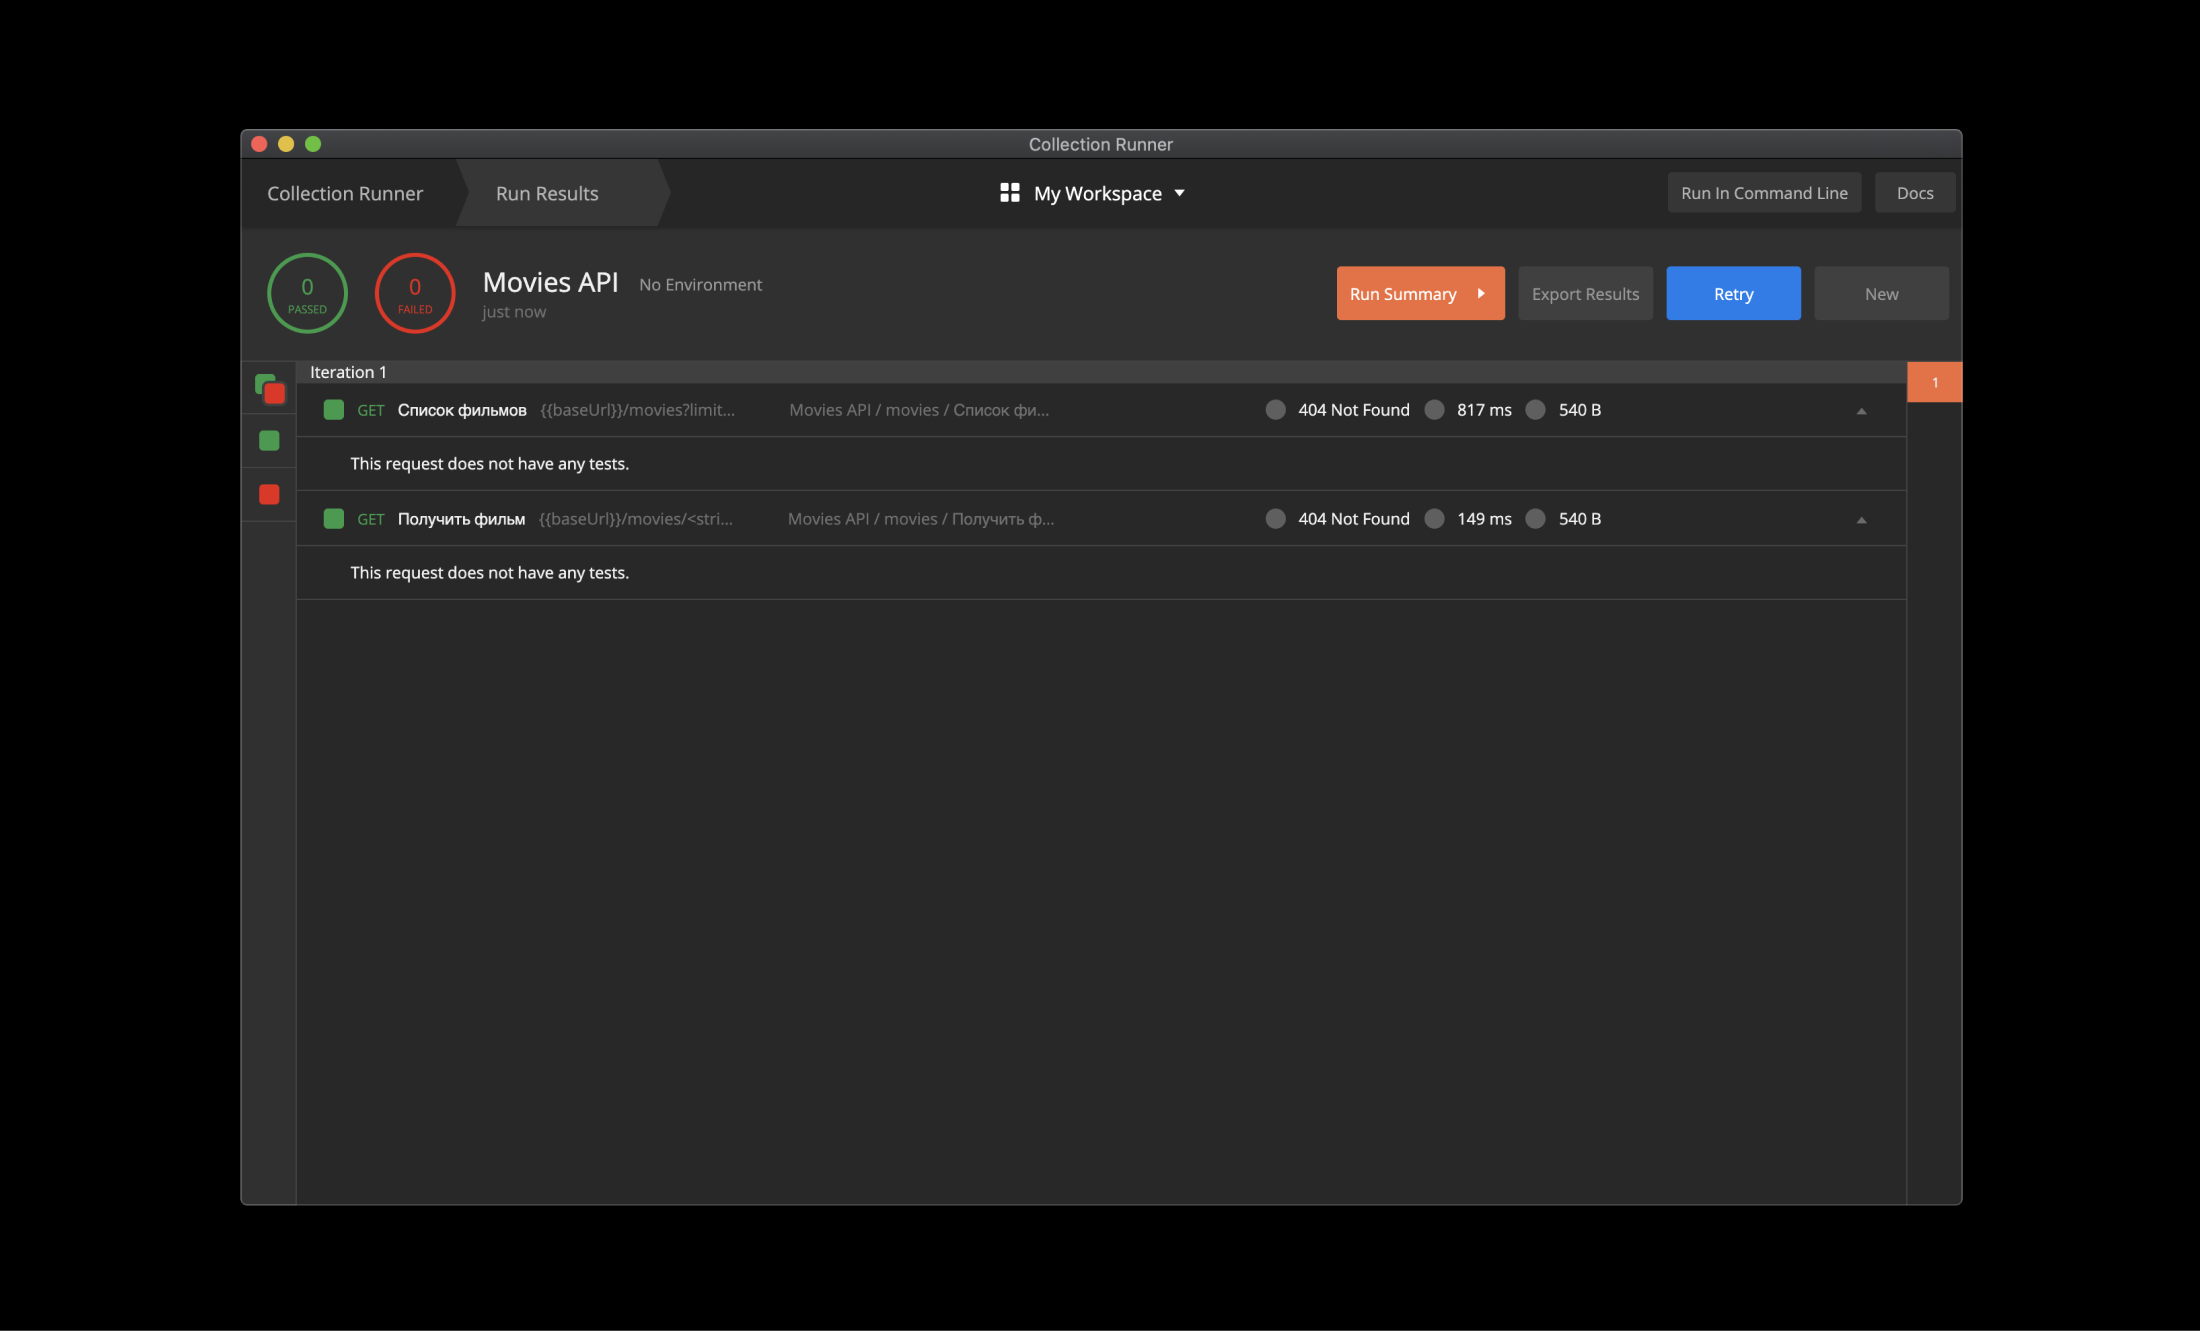 Collection Runner
Collection Runner Run Results My Workspace Run In Command Line Docs
0 PASSED 0 FAILED Movies API No Environment Run Summary Export Results Retry New
just now
Iteration 1 1
GET Список фильмов {{baseUrl}}/movies?limit... Movies API / movies / Список фи... 404 Not Found 817 ms 540 B
This request does not have any tests.
GET Получить фильм {{baseUrl}}/movies/<stri... Movies API / movies / Получить ф... 404 Not Found 149 ms 540 B
This request does not have any tests.